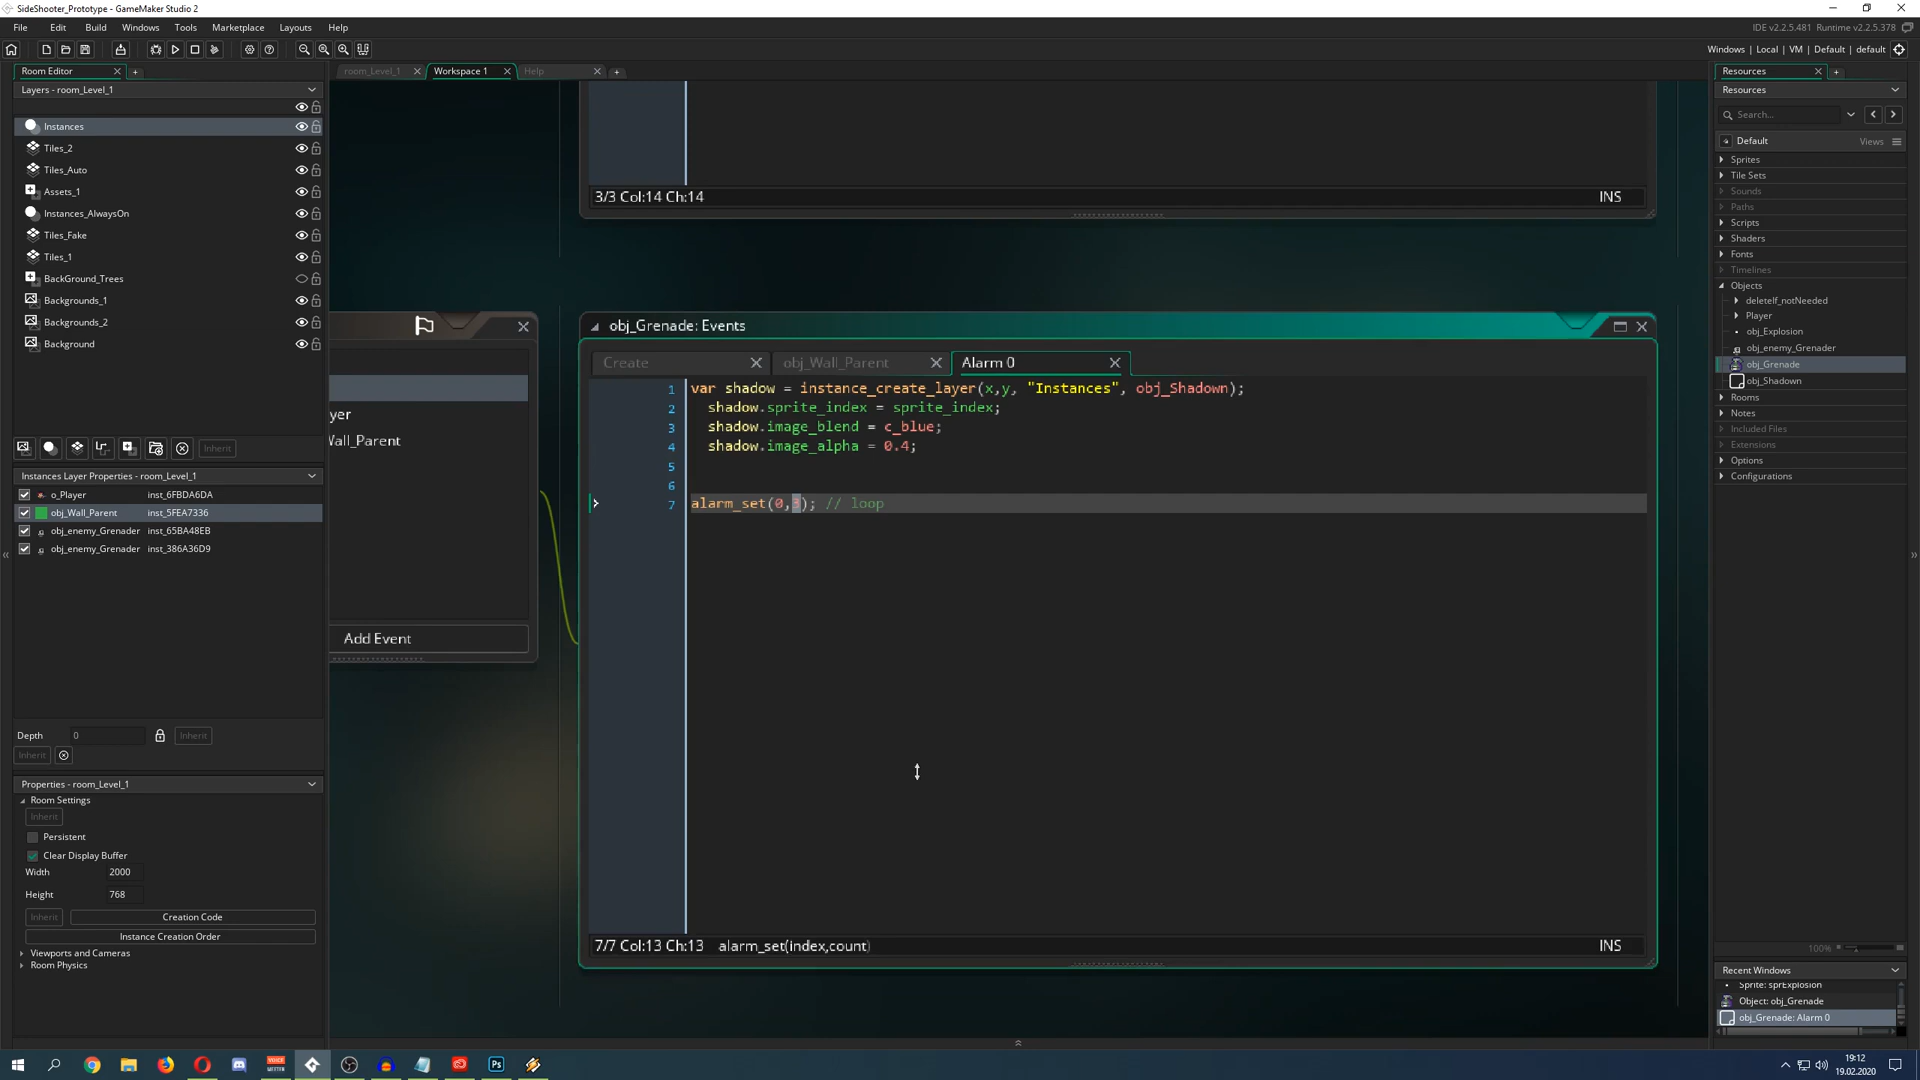 SideShooter_Prototype - GameMaker Studio 2
File Edit Build Windows Tools Marketplace Layouts Help
IDE v2.2.5.481 Runtime v2.2.5.378
Windows | Local | VM | Default | default
Room Editor
room_Level_1
Workspace 1
Help
Resources
Layers - room_Level_1
Resources
Search...
Instances
Tiles_2
Tiles_Auto
Assets_1
Instances_AlwaysOn
Tiles_Fake
Tiles_1
BackGround_Trees
Backgrounds_1
Backgrounds_2
Background
Inherit
Instances Layer Properties - room_Level_1
o_Player inst_6FBDA6DA
obj_Wall_Parent inst_5FEA7336
obj_enemy_Grenader inst_65BA48EB
obj_enemy_Grenader inst_386A36D9
Depth 0 Inherit
Inherit
Properties - room_Level_1
Room Settings
Inherit
Persistent
Clear Display Buffer
Width 2000
Height 768
Inherit Creation Code
Instance Creation Order
Viewports and Cameras
Room Physics
yer
Wall_Parent
Add Event
3/3 Col:14 Ch:14 INS
obj_Grenade: Events
Create obj_Wall_Parent Alarm 0
1 var shadow = instance_create_layer(x,y, "Instances", obj_Shadown);
2 shadow.sprite_index = sprite_index;
3 shadow.image_blend = c_blue;
4 shadow.image_alpha = 0.4;
5
6
7 alarm_set(0,3); // loop
7/7 Col:13 Ch:13 alarm_set(index,count) INS
Default Views
Sprites
Tile Sets
Sounds
Paths
Scripts
Shaders
Fonts
Timelines
Objects
deleteIf_notNeeded
Player
obj_Explosion
obj_enemy_Grenader
obj_Grenade
obj_Shadown
Rooms
Notes
Included Files
Extensions
Options
Configurations
100%
Recent Windows
Sprite: sprExplosion
Object: obj_Grenade
obj_Grenade: Alarm 0
Ps
19:12
19.02.2020